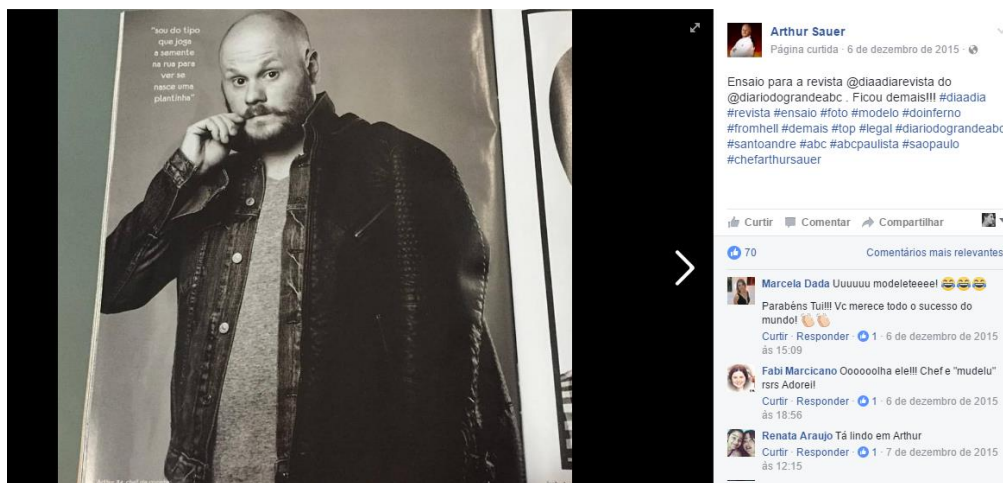 "sou do tipo
que joga
a semente
na rua para
ver se
nasce uma
plantinha"
Arthur Sauer
Página curtida · 6 de dezembro de 2015 ·
Ensaio para a revista @diaadiarevista do
@diariodograndeabc . Ficou demais!!! #diaadia
#revista #ensaio #foto #modelo #doinferno
#fromhell #demais #top #legal #diariodograndeabc
#santoandre #abc #abcpaulista #saopaulo
#chefarthursauer
Curtir Comentar Compartilhar
70 Comentários mais relevantes
Marcela Dada Uuuuuu modeleteeee! 😂😂😂
Parabéns Tui!!! Vc merece todo o sucesso do
mundo! 👏🏻👏🏻
Curtir · Responder · 1 · 6 de dezembro de 2015
às 15:09
Fabi Marcicano Oooooolha ele!!! Chef e "mudelu"
rsrs Adorei!
Curtir · Responder · 1 · 6 de dezembro de 2015
às 18:56
Renata Araujo Tá lindo em Arthur
Curtir · Responder · 1 · 7 de dezembro de 2015
às 12:15